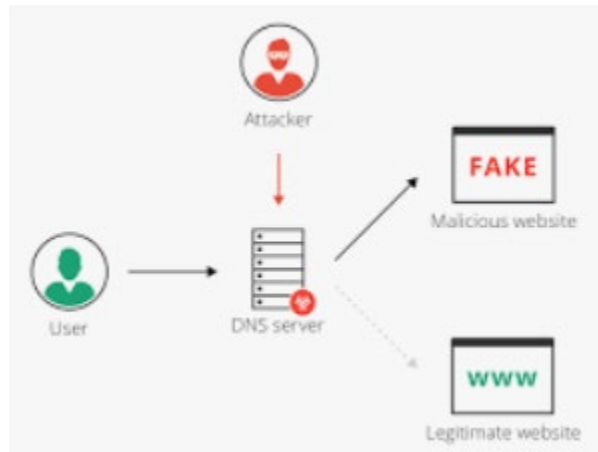 Attacker
FAKE
Malicious website
User
DNS server
www
Legitimate website